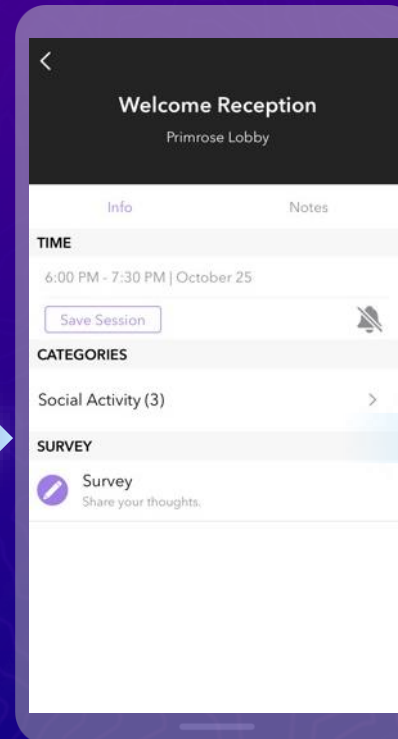 Welcome Reception
Primrose Lobby
Info Notes
TIME
6:00 PM - 7:30 PM | October 25
Save Session
CATEGORIES
Social Activity (3)
SURVEY
Survey
Share your thoughts.